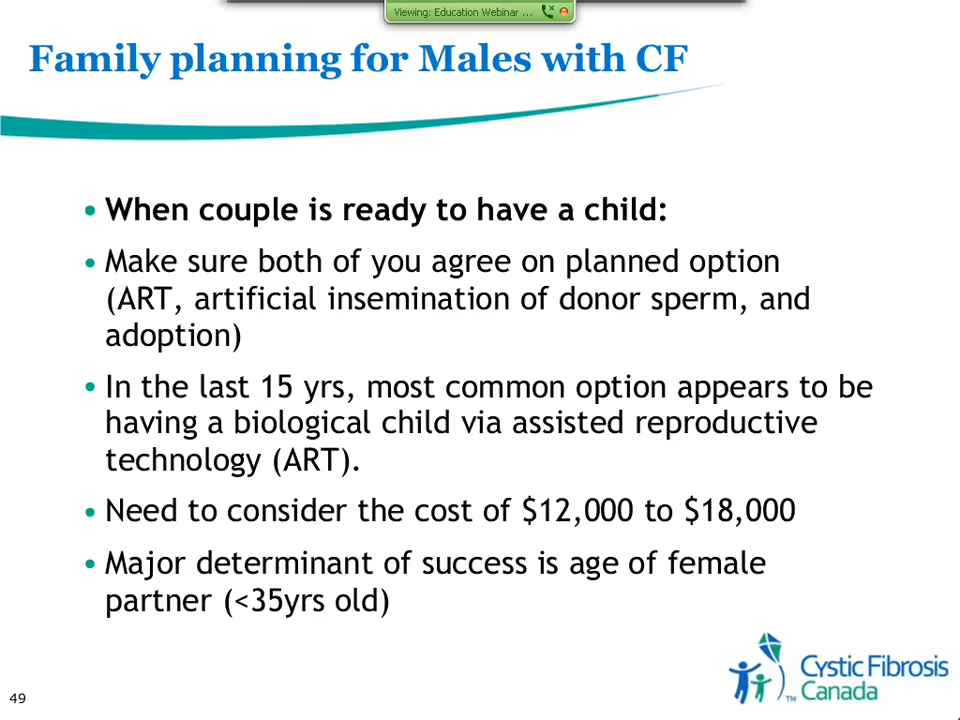 Viewing: Education Webinar ...
Family planning for Males with CF
• When couple is ready to have a child:
• Make sure both of you agree on planned option
(ART, artificial insemination of donor sperm, and
adoption)
• In the last 15 yrs, most common option appears to be
having a biological child via assisted reproductive
technology (ART).
• Need to consider the cost of $12,000 to $18,000
• Major determinant of success is age of female
partner (<35yrs old)
Cystic Fibrosis
™ Canada
49